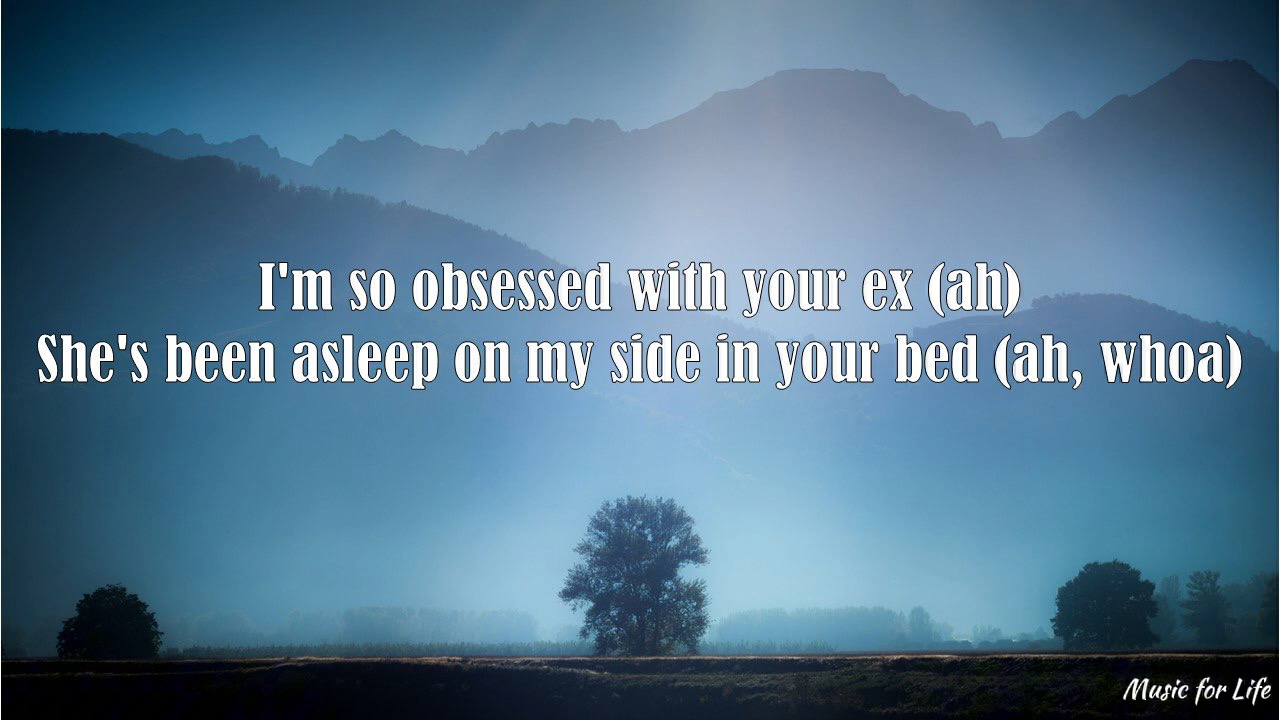 I'm so obsessed with your ex (ah)
She's been asleep on my side in your bed (ah, whoa)
Music for Life